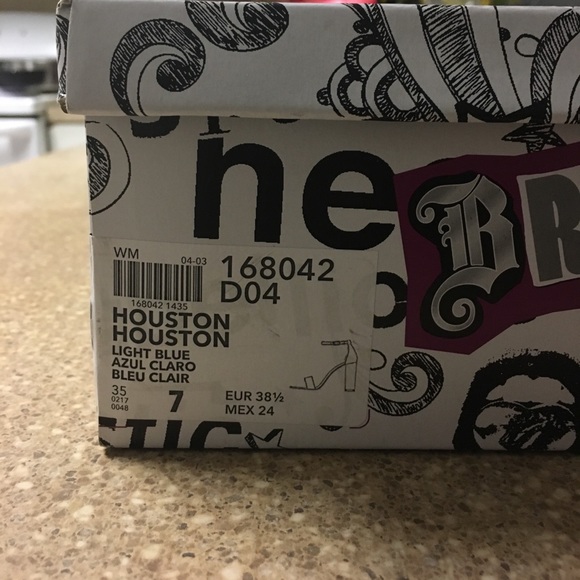 he
B R
WM
04-03
168042 1435
168042
D04
HOUSTON
HOUSTON
LIGHT BLUE
AZUL CLARO
BLEU CLAIR
35
0217
0048
7
EUR 38½
MEX 24
TIC